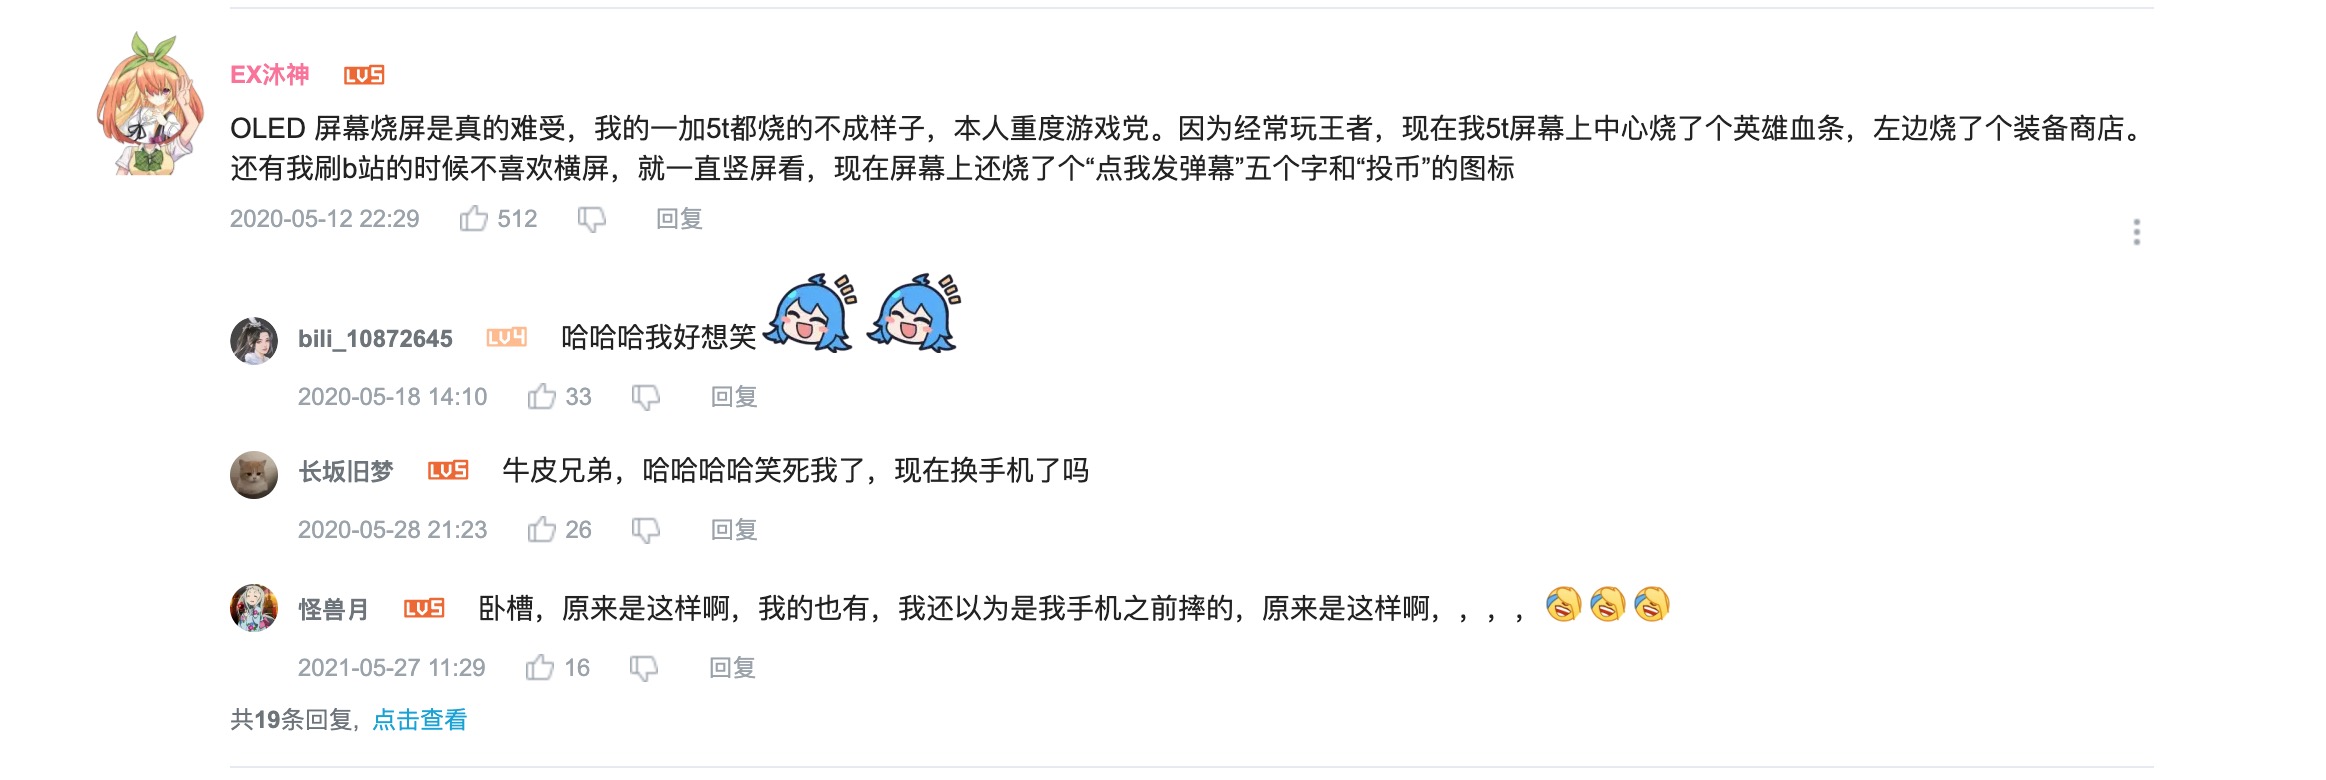 EX沐神 LV5
OLED 屏幕烧屏是真的难受，我的一加5t都烧的不成样子，本人重度游戏党。因为经常玩王者，现在我5t屏幕上中心烧了个英雄血条，左边烧了个装备商店。
还有我刷b站的时候不喜欢横屏，就一直竖屏看，现在屏幕上还烧了个“点我发弹幕”五个字和“投币”的图标
2020-05-12 22:29 512 回复
bili_10872645 LV4 哈哈哈我好想笑
2020-05-18 14:10 33 回复
长坂旧梦 LV5 牛皮兄弟，哈哈哈哈笑死我了，现在换手机了吗
2020-05-28 21:23 26 回复
怪兽月 LV5 卧槽，原来是这样啊，我的也有，我还以为是我手机之前摔的，原来是这样啊，，，，
2021-05-27 11:29 16 回复
共19条回复，点击查看